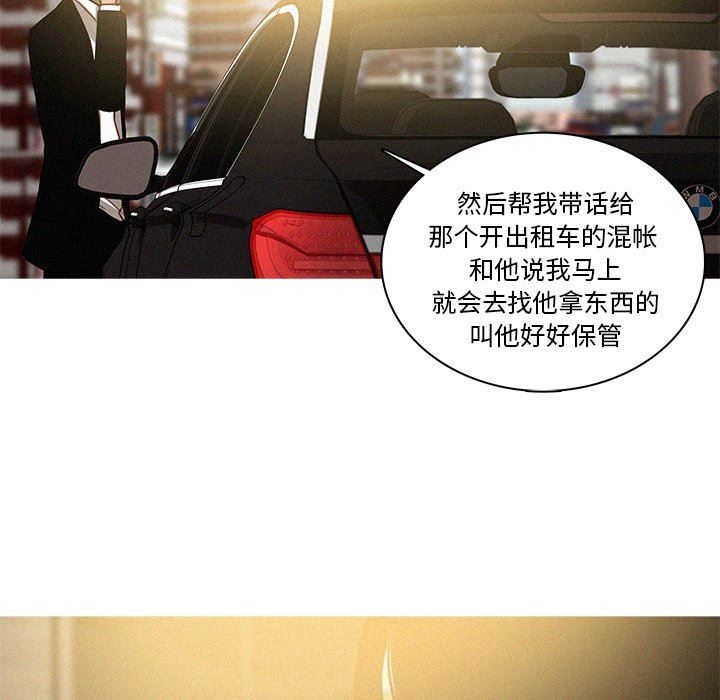 然后帮我带话给
那个开出租车的混帐
和他说我马上
就会去找他拿东西的
叫他好好保管
BMW